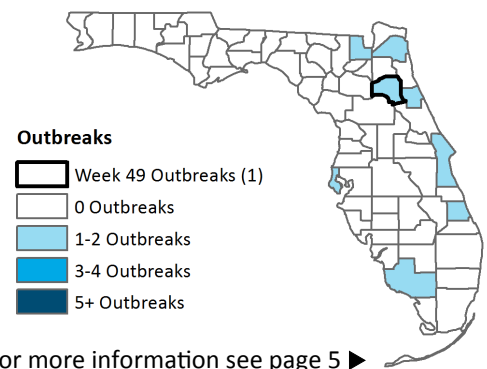 Outbreaks
Week 49 Outbreaks (1)
0 Outbreaks
1-2 Outbreaks
3-4 Outbreaks
5+ Outbreaks
or more information see page 5 ▶